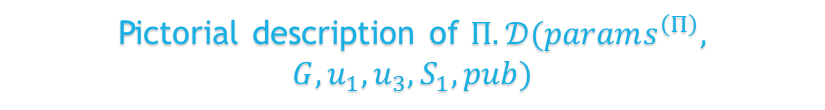 Pictorial description of Π.𝒟(params⁽ᴨ⁾,
G,u₁,u₃,S₁,pub)